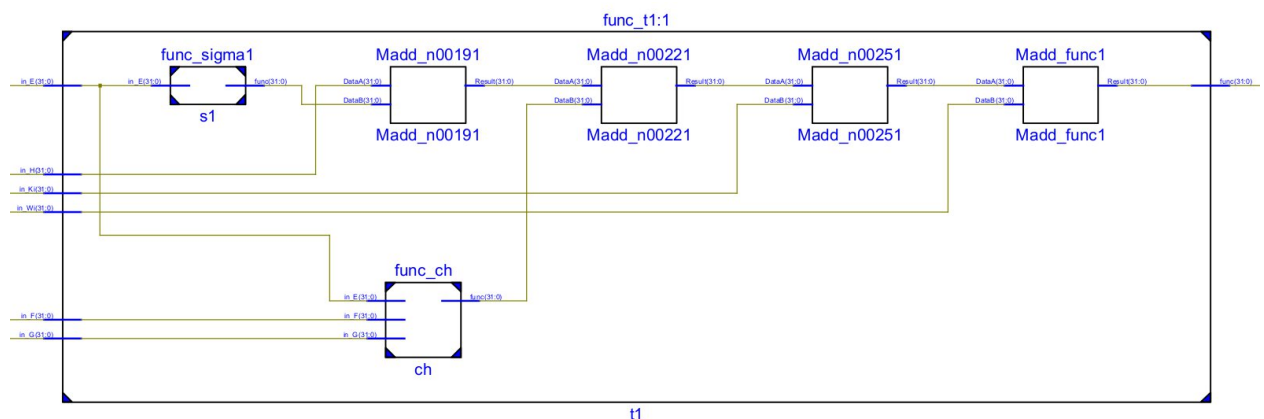 func_t1:1
func_sigma1 Madd_n00191 Madd_n00221 Madd_n00251 Madd_func1
in_E(31:0) in_E(31:0) func(31:0) DataA(31:0) Result(31:0) DataA(31:0) Result(31:0) DataA(31:0) Result(31:0) DataA(31:0) Result(31:0) func(31:0)
DataB(31:0) DataB(31:0) DataB(31:0) DataB(31:0)
s1
Madd_n00191 Madd_n00221 Madd_n00251 Madd_func1
in_H(31:0)
in_Ki(31:0)
in_Wi(31:0)
func_ch
in_E(31:0) func(31:0)
in_F(31:0) in_F(31:0)
in_G(31:0) in_G(31:0)
ch
t1